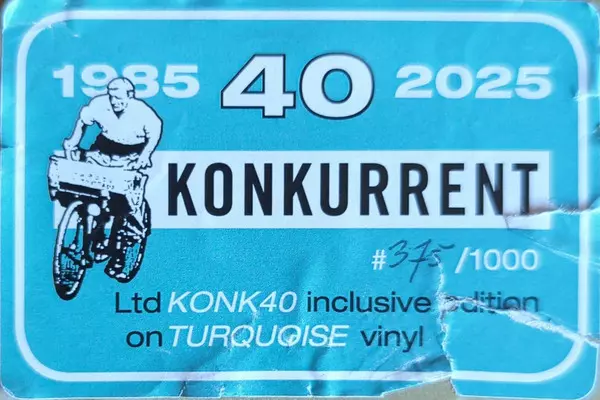 1985 40 2025
KONKURRENT
#375/1000
Ltd KONK40 inclusive edition
on TURQUOISE vinyl